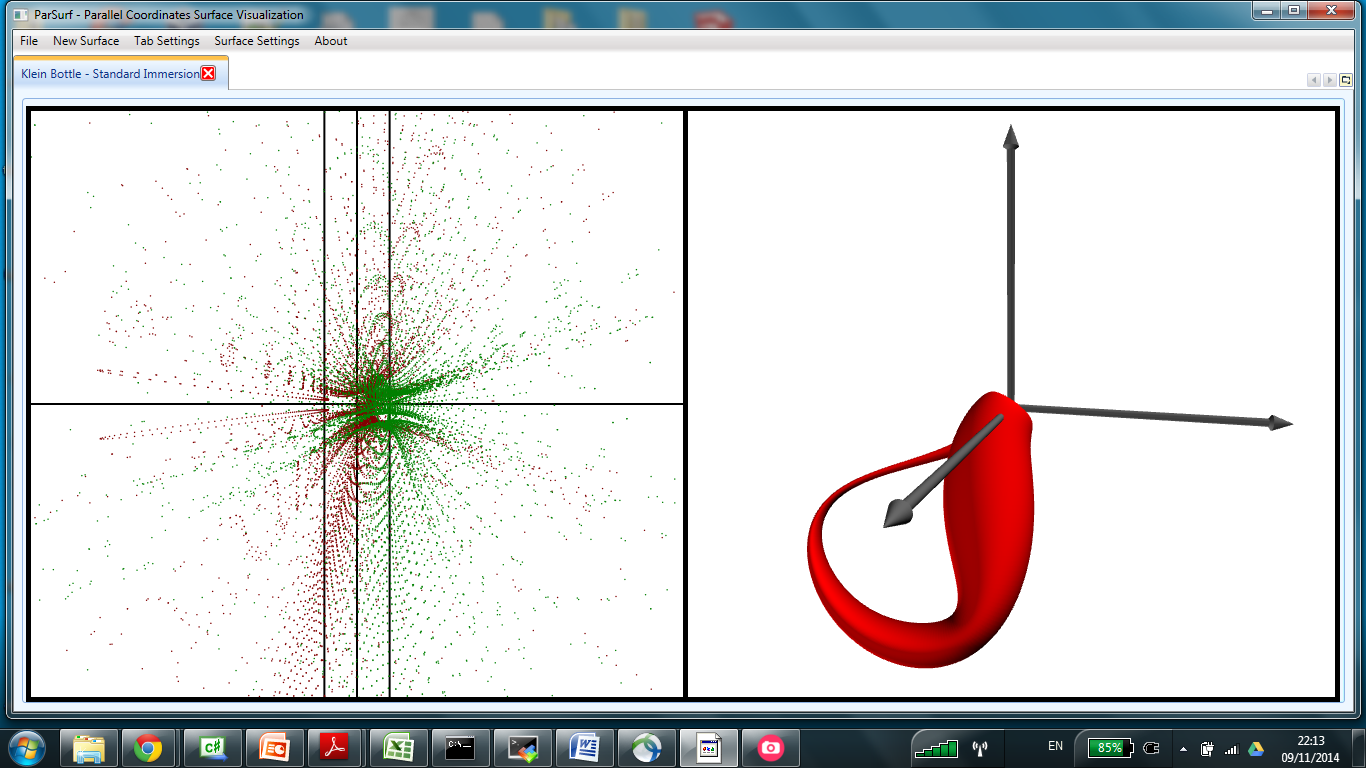 ParSurf - Parallel Coordinates Surface Visualization
File New Surface Tab Settings Surface Settings About
Klein Bottle - Standard Immersion
C#
C:\
EN
85%
22:13
09/11/2014